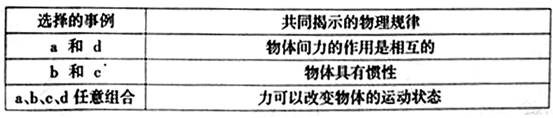 选择的事例 共同揭示的物理规律
a 和 d 物体间力的作用是相互的
b 和 c 物体具有惯性
a、b、c、d 任意组合 力可以改变物体的运动状态